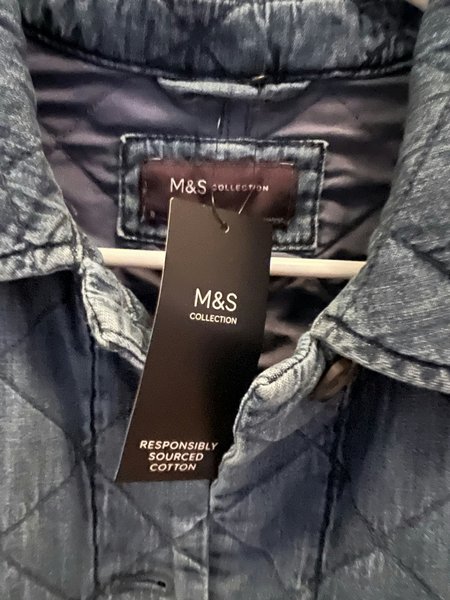 M&S COLLECTION
M&S
COLLECTION
RESPONSIBLY
SOURCED
COTTON